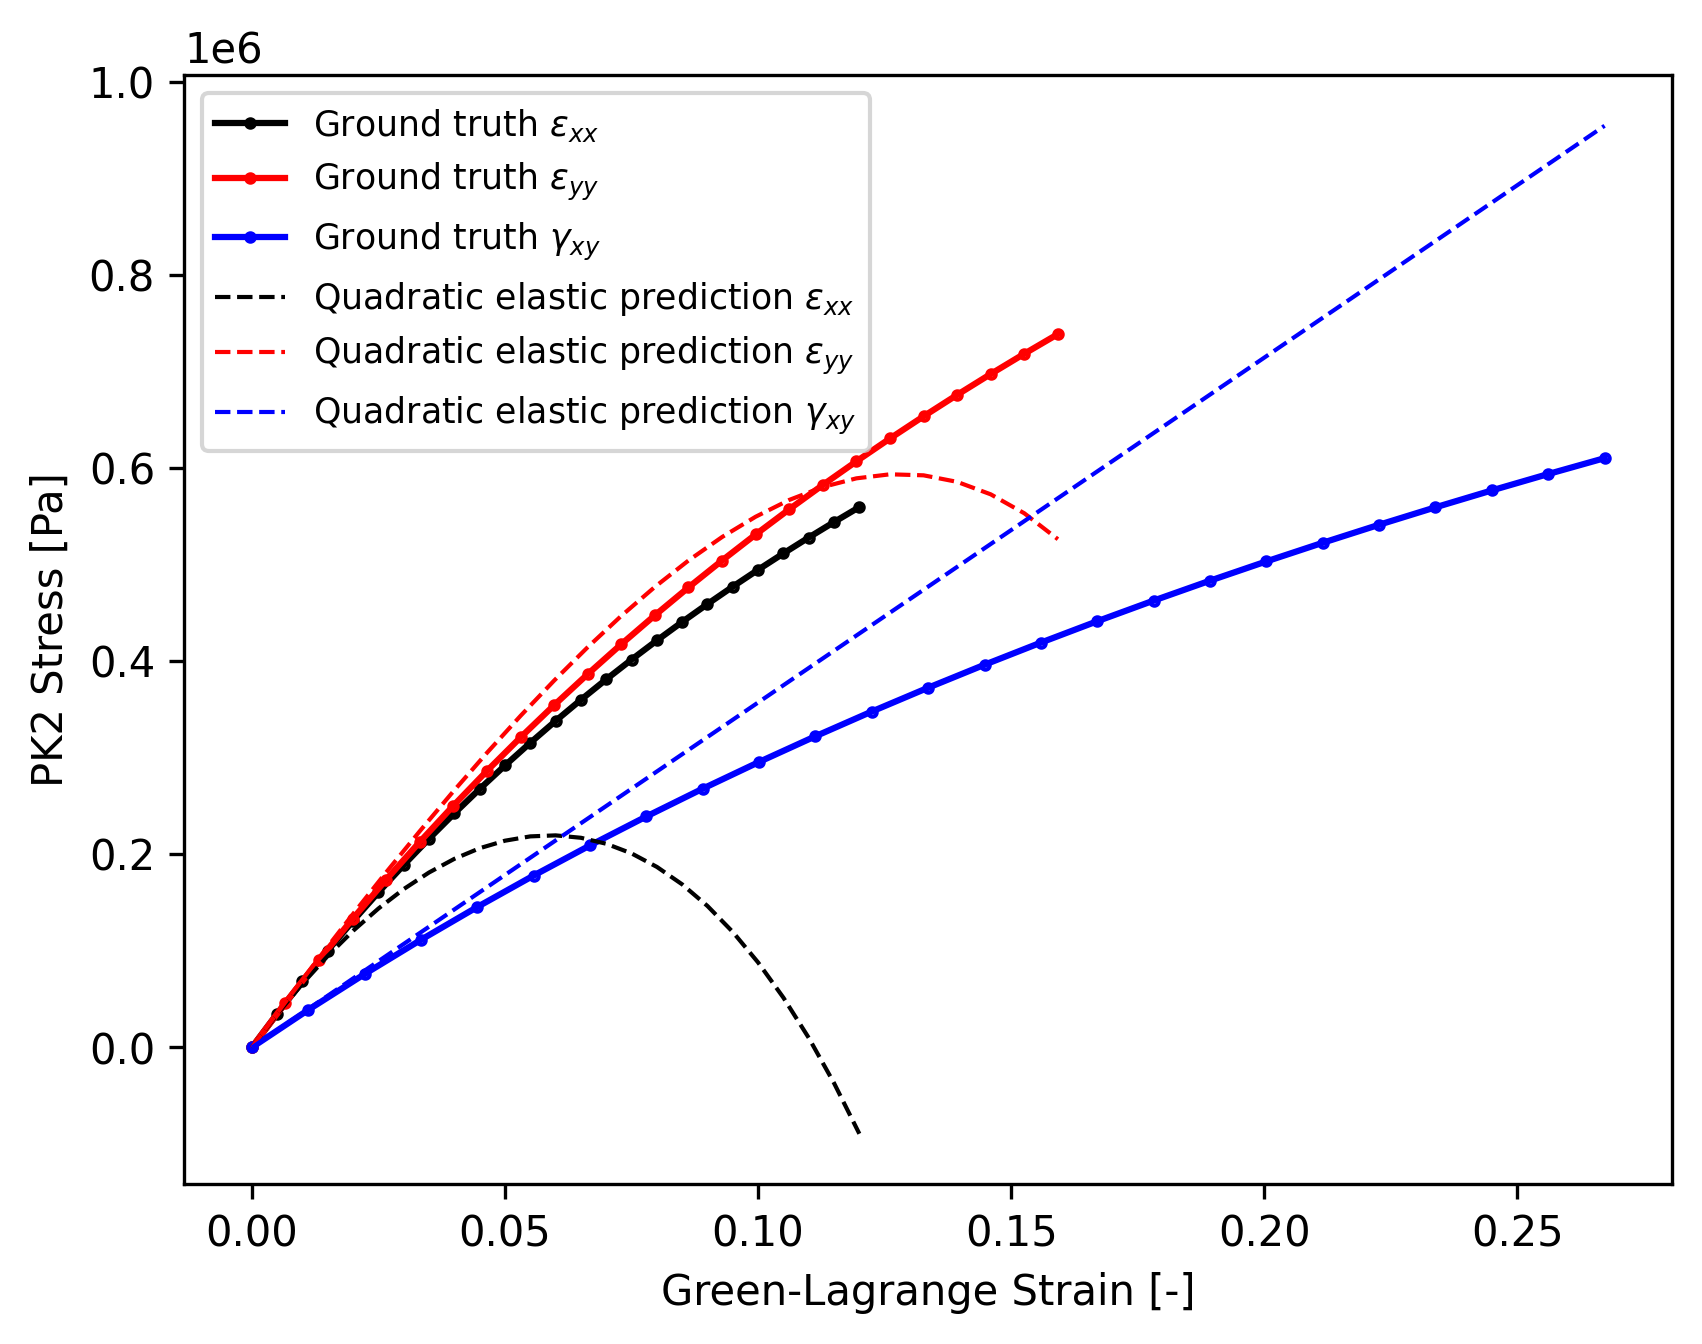 1e6
1.0
0.8
0.6
0.4
0.2
0.0
PK2 Stress [Pa]
Ground truth εxx
Ground truth εyy
Ground truth γxy
Quadratic elastic prediction εxx
Quadratic elastic prediction εyy
Quadratic elastic prediction γxy
0.00 0.05 0.10 0.15 0.20 0.25
Green-Lagrange Strain [-]